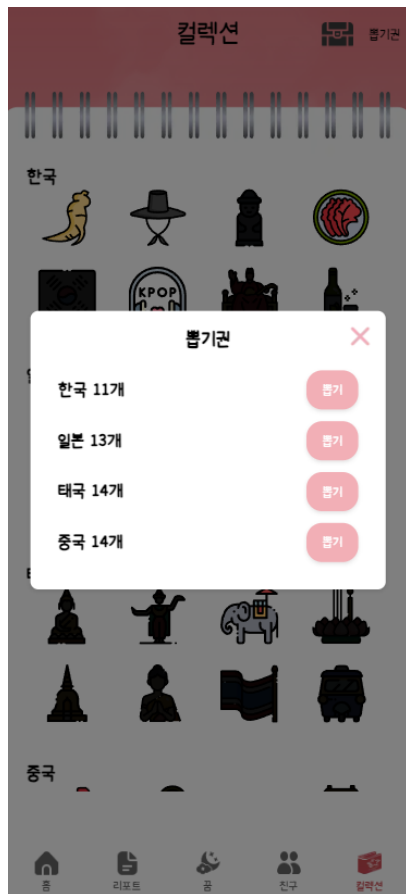 컬렉션
뽑기권
한국
KPOP
뽑기권
한국 11개
뽑기
일본 13개
뽑기
태국 14개
뽑기
중국 14개
뽑기
중국
홈
리포트
꿈
친구
컬렉션